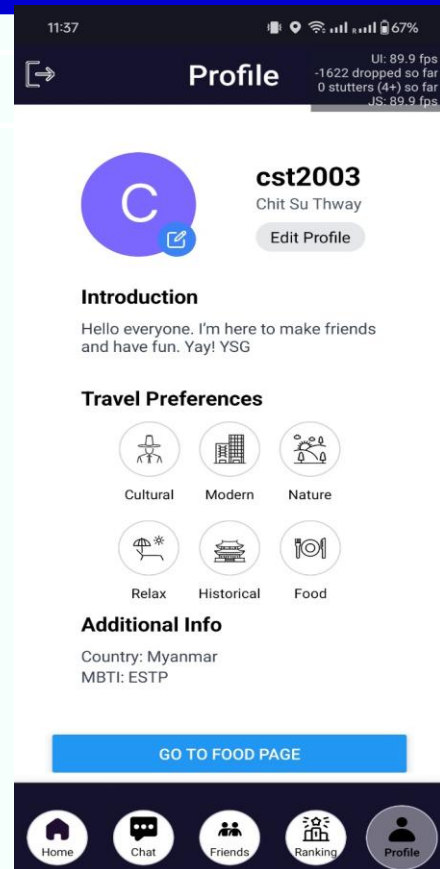 11:37
67%
Profile
UI: 89.9 fps
-1622 dropped so far
0 stutters (4+) so far
JS: 89.9 fps
C
cst2003
Chit Su Thway
Edit Profile
Introduction
Hello everyone. I'm here to make friends
and have fun. Yay! YSG
Travel Preferences
Cultural Modern Nature
Relax Historical Food
Additional Info
Country: Myanmar
MBTI: ESTP
GO TO FOOD PAGE
Home Chat Friends Ranking Profile